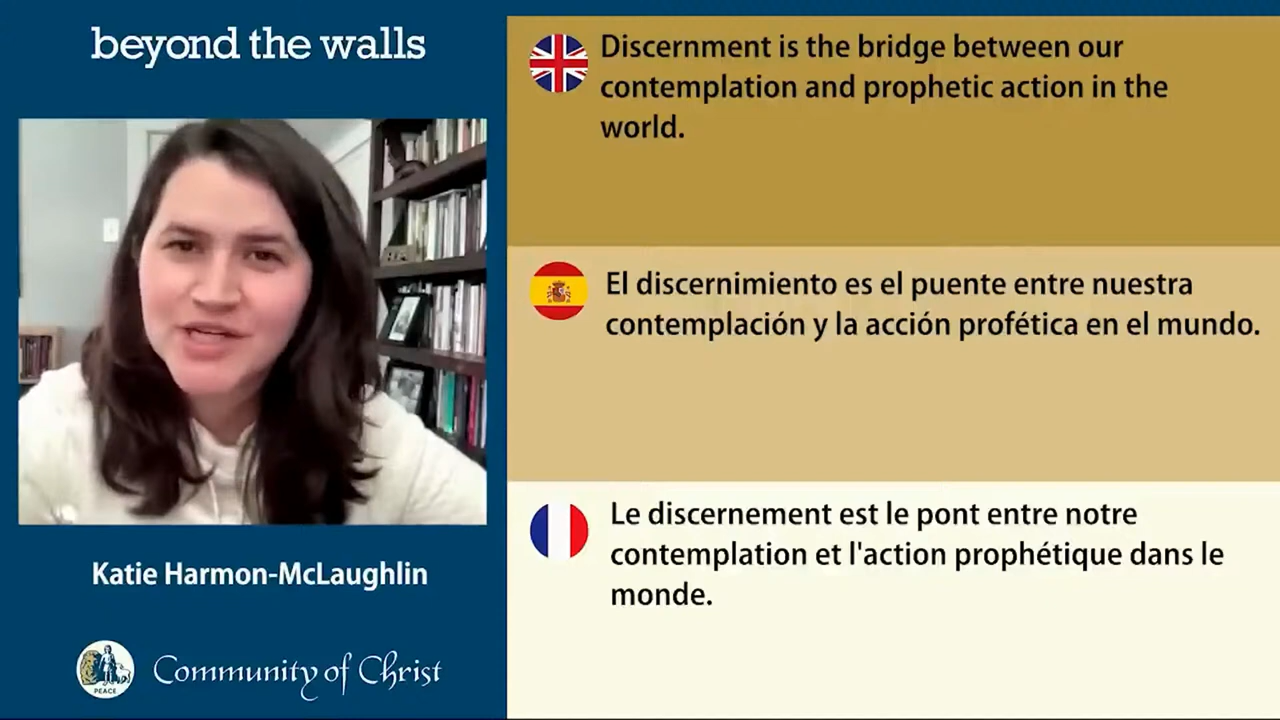 beyond the walls
Katie Harmon-McLaughlin
PEACE
Community of Christ
Discernment is the bridge between our
contemplation and prophetic action in the
world.
El discernimiento es el puente entre nuestra
contemplación y la acción profética en el mundo.
Le discernement est le pont entre notre
contemplation et l'action prophétique dans le
monde.